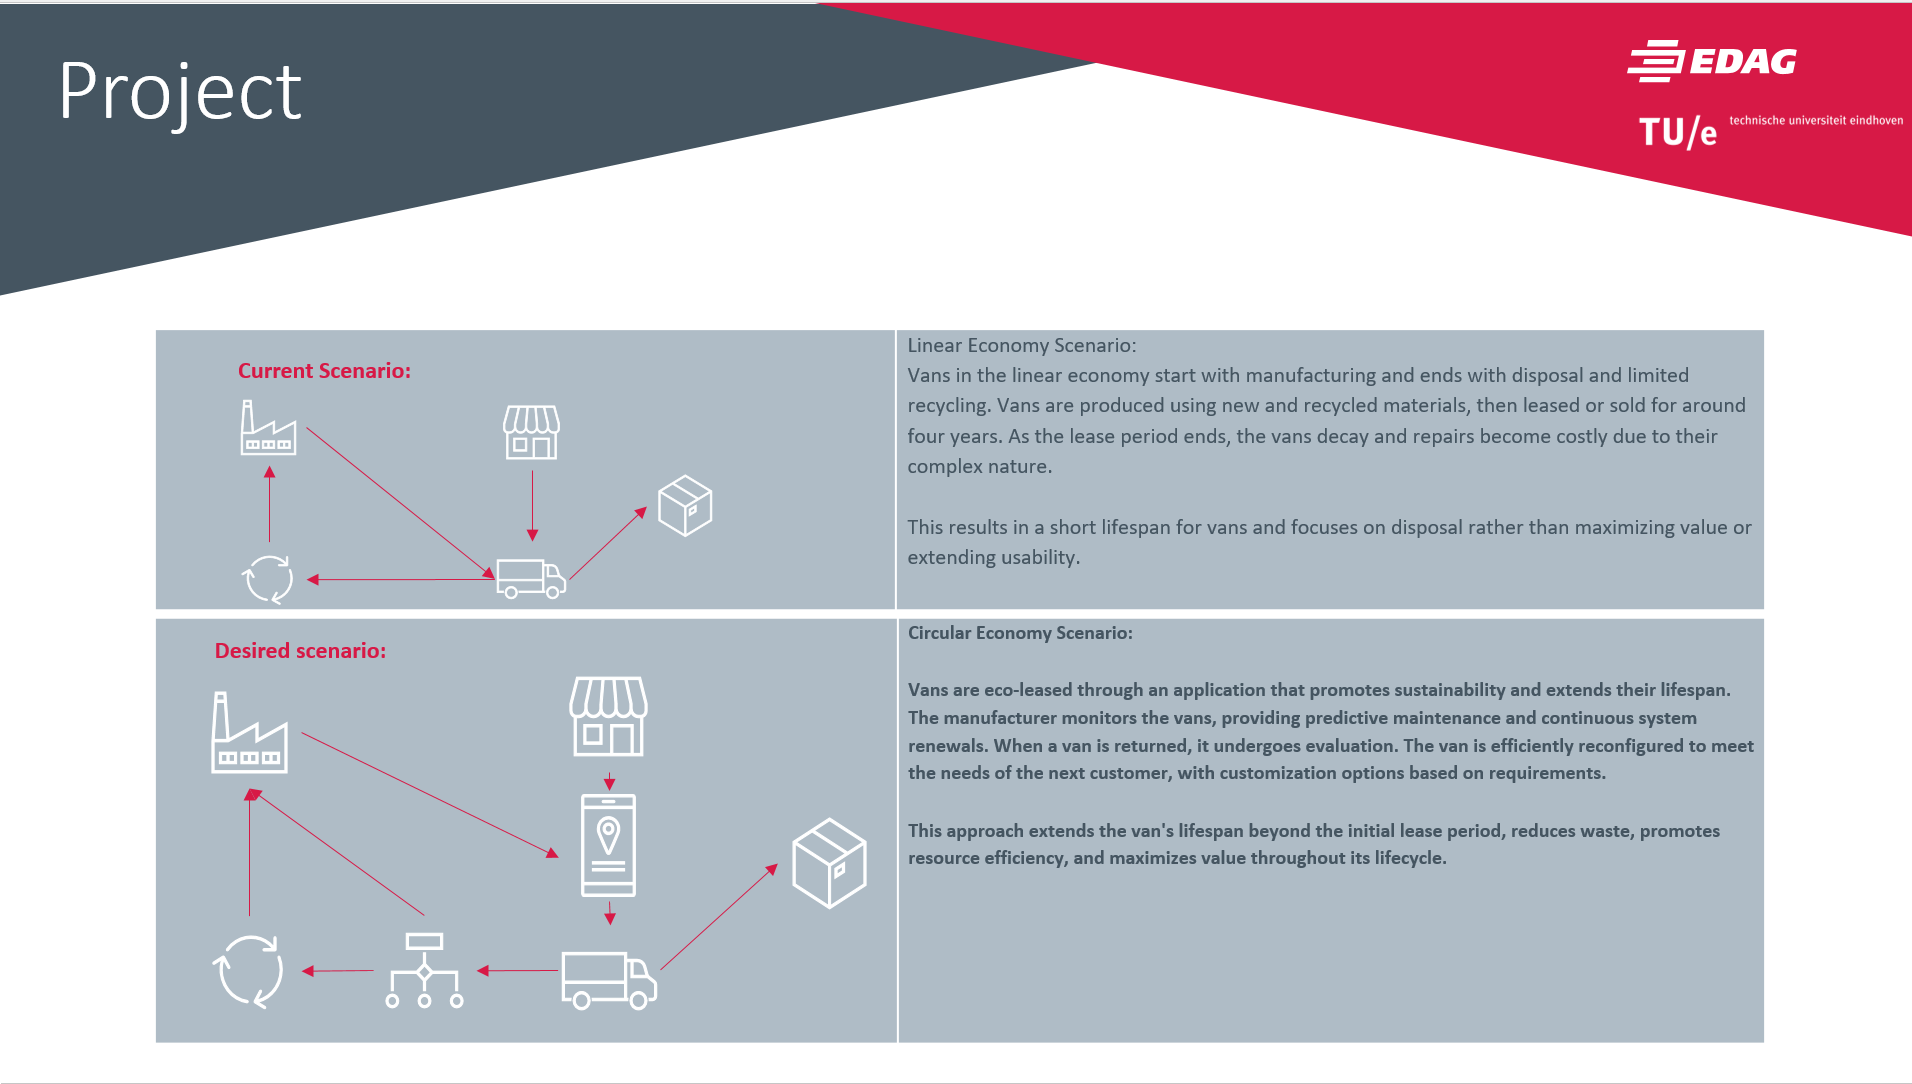 Project
EDAG
TU/e technische universiteit eindhoven
Current Scenario:
Linear Economy Scenario:
Vans in the linear economy start with manufacturing and ends with disposal and limited
recycling. Vans are produced using new and recycled materials, then leased or sold for around
four years. As the lease period ends, the vans decay and repairs become costly due to their
complex nature.
This results in a short lifespan for vans and focuses on disposal rather than maximizing value or
extending usability.
Desired scenario:
Circular Economy Scenario:
Vans are eco-leased through an application that promotes sustainability and extends their lifespan.
The manufacturer monitors the vans, providing predictive maintenance and continuous system
renewals. When a van is returned, it undergoes evaluation. The van is efficiently reconfigured to meet
the needs of the next customer, with customization options based on requirements.
This approach extends the van's lifespan beyond the initial lease period, reduces waste, promotes
resource efficiency, and maximizes value throughout its lifecycle.